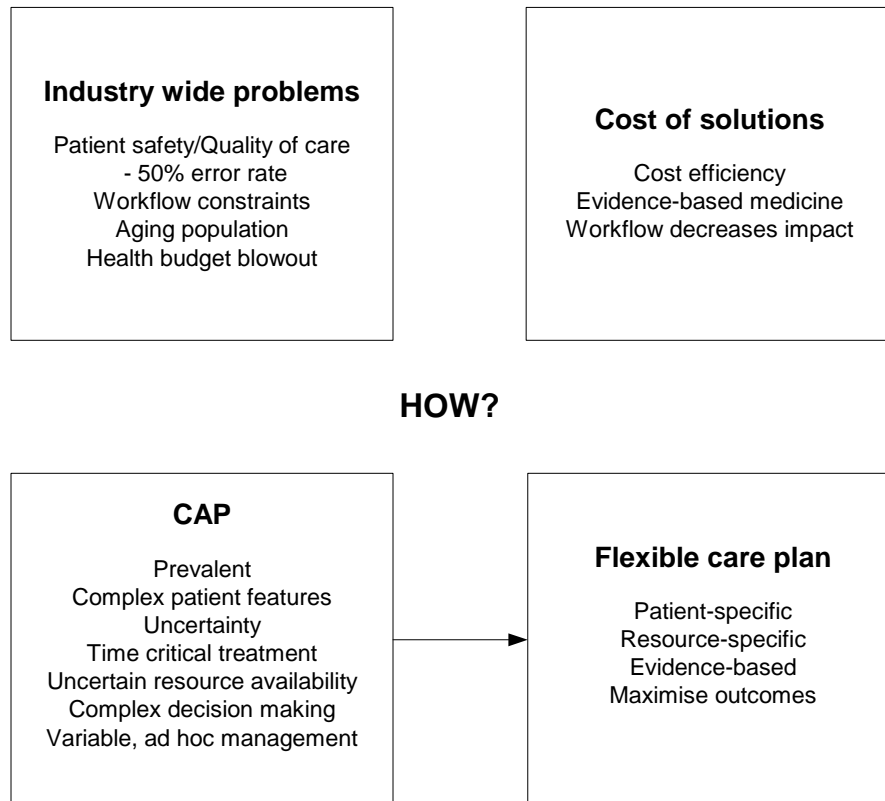 Industry wide problems
Patient safety/Quality of care
- 50% error rate
Workflow constraints
Aging population
Health budget blowout
Cost of solutions
Cost efficiency
Evidence-based medicine
Workflow decreases impact
HOW?
CAP
Prevalent
Complex patient features
Uncertainty
Time critical treatment
Uncertain resource availability
Complex decision making
Variable, ad hoc management
Flexible care plan
Patient-specific
Resource-specific
Evidence-based
Maximise outcomes